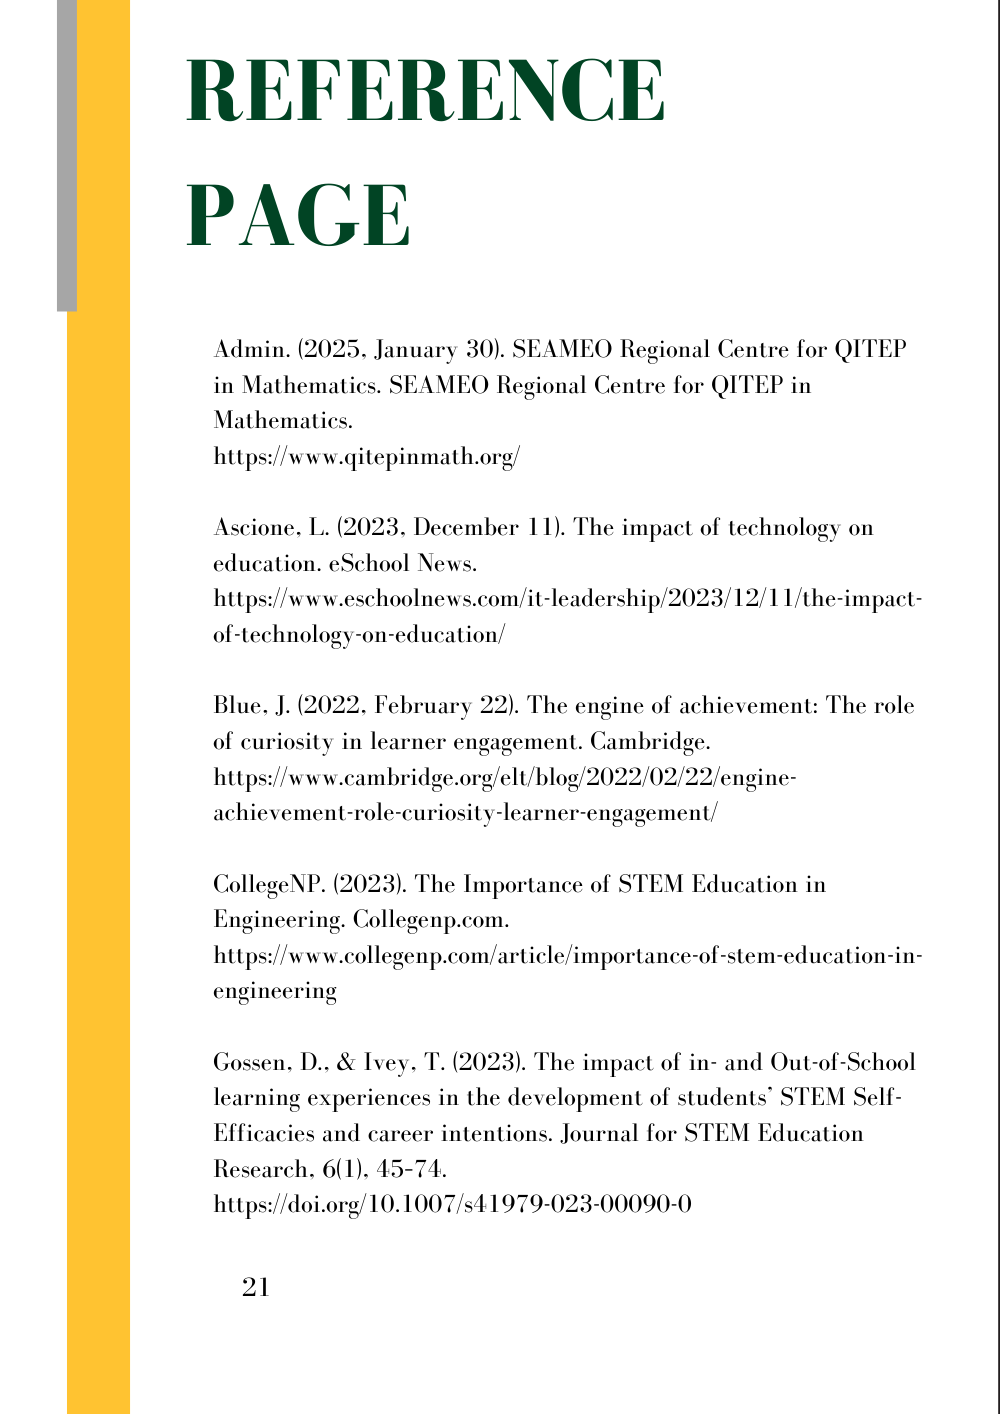 REFERENCE
PAGE
Admin. (2025, January 30). SEAMEO Regional Centre for QITEP
in Mathematics. SEAMEO Regional Centre for QITEP in
Mathematics.
https://www.qitepinmath.org/
Ascione, L. (2023, December 11). The impact of technology on
education. eSchool News.
https://www.eschoolnews.com/it-leadership/2023/12/11/the-impact-
of-technology-on-education/
Blue, J. (2022, February 22). The engine of achievement: The role
of curiosity in learner engagement. Cambridge.
https://www.cambridge.org/elt/blog/2022/02/22/engine-
achievement-role-curiosity-learner-engagement/
CollegeNP. (2023). The Importance of STEM Education in
Engineering. Collegenp.com.
https://www.collegenp.com/article/importance-of-stem-education-in-
engineering
Gossen, D., & Ivey, T. (2023). The impact of in- and Out-of-School
learning experiences in the development of students’ STEM Self-
Efficacies and career intentions. Journal for STEM Education
Research, 6(1), 45–74.
https://doi.org/10.1007/s41979-023-00090-0
21